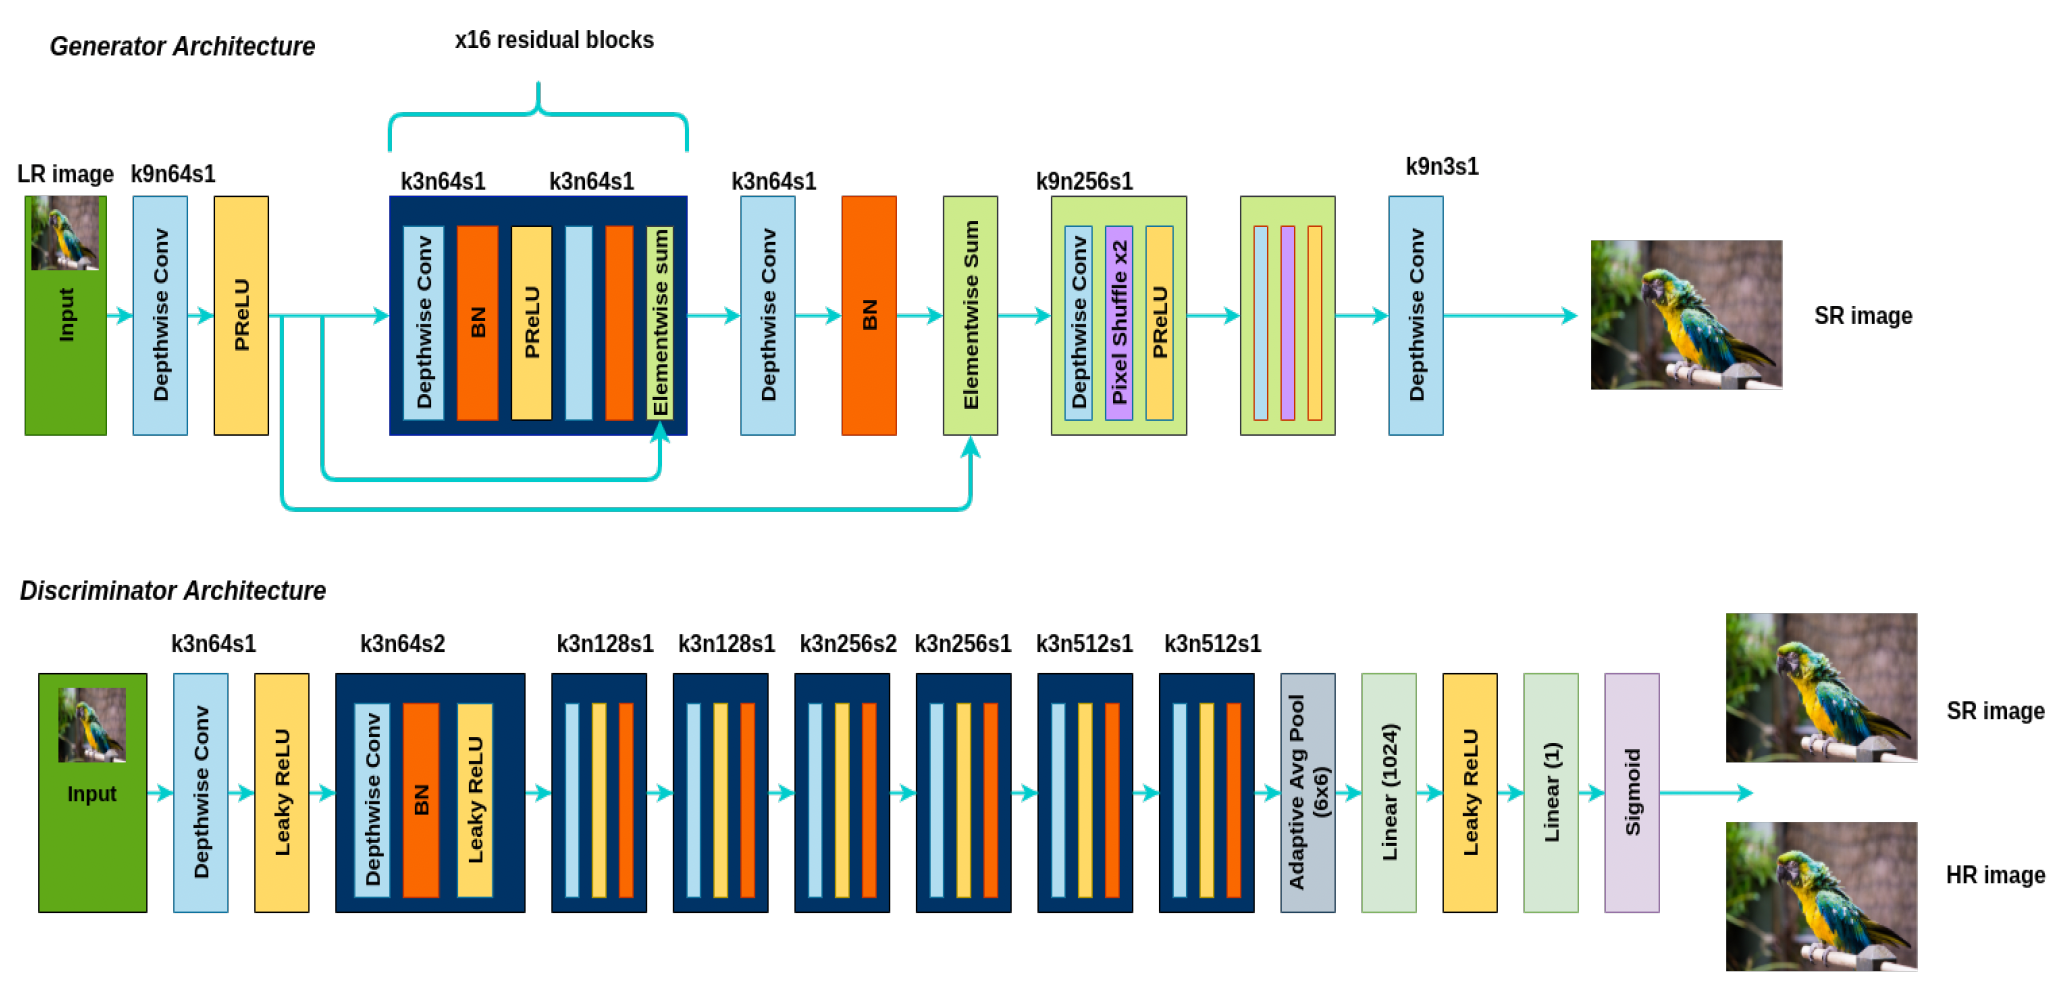 Generator Architecture
x16 residual blocks
LR image
k9n64s1
k3n64s1
k3n64s1
k3n64s1
k9n256s1
k9n3s1
Input
Depthwise Conv
PReLU
Depthwise Conv
BN
PReLU
Elementwise sum
Depthwise Conv
BN
Elementwise Sum
Depthwise Conv
Pixel Shuffle x2
PReLU
Depthwise Conv
SR image
Discriminator Architecture
k3n64s1
k3n64s2
k3n128s1
k3n128s1
k3n256s2
k3n256s1
k3n512s1
k3n512s1
Input
Depthwise Conv
Leaky ReLU
Depthwise Conv
BN
Leaky ReLU
Adaptive Avg Pool
(6x6)
Linear (1024)
Leaky ReLU
Linear (1)
Sigmoid
SR image
HR image